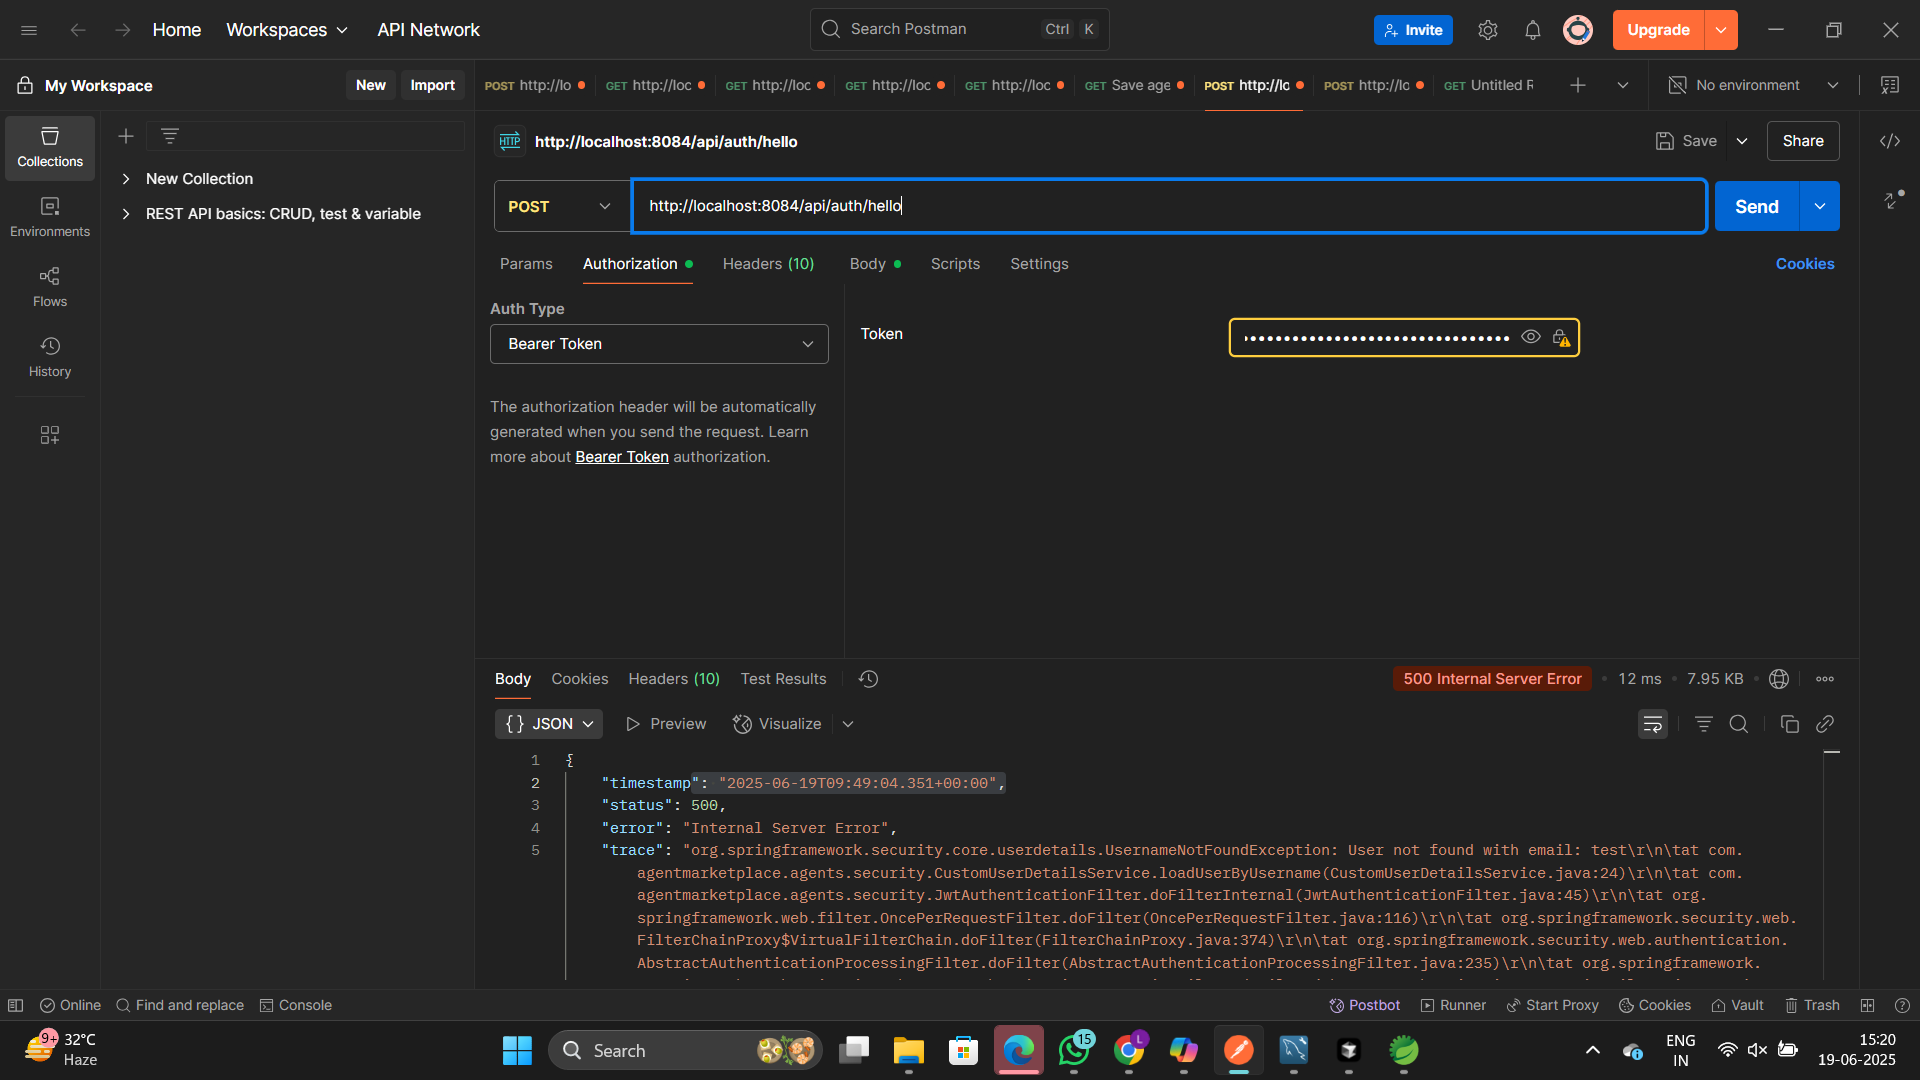 Home
Workspaces
API Network
Search Postman
Ctrl K
Invite
Upgrade
My Workspace
New
Import
POST http://lo
GET http://loc
GET http://loc
GET http://loc
GET http://loc
GET Save age
POST http://lo
POST http://lo
GET Untitled R
No environment
Collections
Environments
Flows
History
New Collection
REST API basics: CRUD, test & variable
HTTP
http://localhost:8084/api/auth/hello
Save
Share
POST
http://localhost:8084/api/auth/hello
Send
Params
Authorization
Headers (10)
Body
Scripts
Settings
Cookies
Auth Type
Bearer Token
The authorization header will be automatically
generated when you send the request. Learn
more about Bearer Token authorization.
Token
Body
Cookies
Headers (10)
Test Results
500 Internal Server Error
12 ms
7.95 KB
{} JSON
Preview
Visualize
1 {
2 "timestamp": "2025-06-19T09:49:04.351+00:00",
3 "status": 500,
4 "error": "Internal Server Error",
5 "trace": "org.springframework.security.core.userdetails.UsernameNotFoundException: User not found with email: test\r\n\tat com.
agentmarketplace.agents.security.CustomUserDetailsService.loadUserByUsername(CustomUserDetailsService.java:24)\r\n\tat com.
agentmarketplace.agents.security.JwtAuthenticationFilter.doFilterInternal(JwtAuthenticationFilter.java:45)\r\n\tat org.
springframework.web.filter.OncePerRequestFilter.doFilter(OncePerRequestFilter.java:116)\r\n\tat org.springframework.security.web.
FilterChainProxy$VirtualFilterChain.doFilter(FilterChainProxy.java:374)\r\n\tat org.springframework.security.web.authentication.
AbstractAuthenticationProcessingFilter.doFilter(AbstractAuthenticationProcessingFilter.java:235)\r\n\tat org.springframework.
Online
Find and replace
Console
Postbot
Runner
Start Proxy
Cookies
Vault
Trash
9+
32°C
Haze
Search
15
L
ENG
IN
15:20
19-06-2025